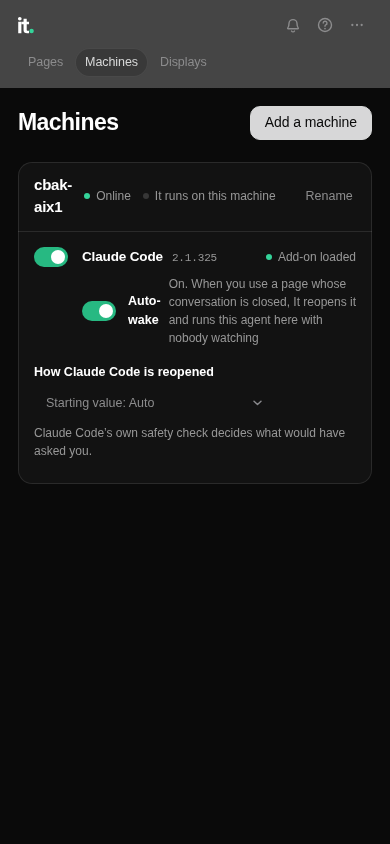 it.
Pages Machines Displays
Machines
Add a machine
cbak-
aix1
Online
It runs on this machine
Rename
Claude Code 2.1.325
Add-on loaded
Auto-
wake
On. When you use a page whose
conversation is closed, It reopens it
and runs this agent here with
nobody watching
How Claude Code is reopened
Starting value: Auto
Claude Code’s own safety check decides what would have
asked you.